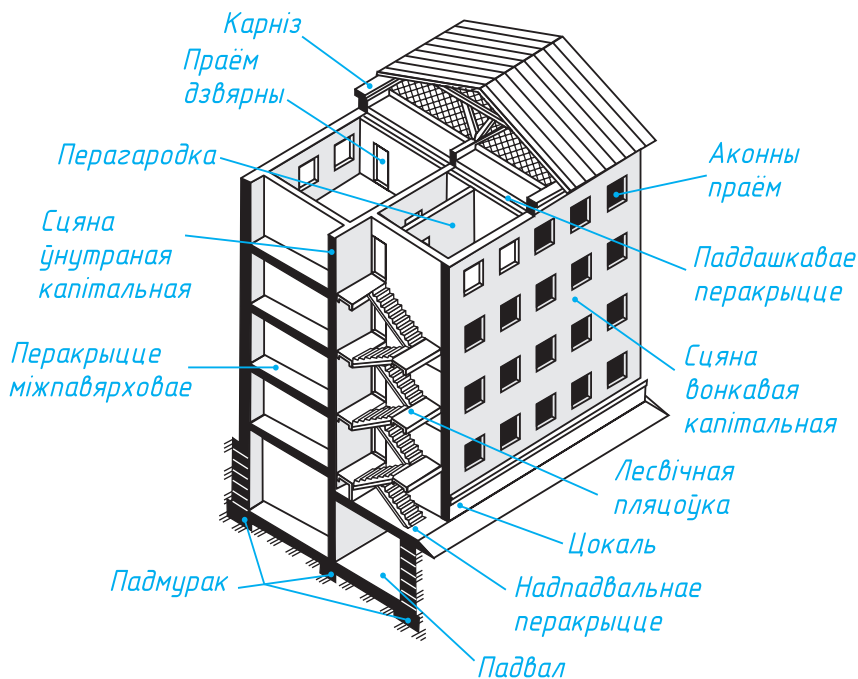 Карніз
Праём
дзвярны
Перагародка
Сцяна
ўнутраная
капітальная
Перакрыцце
міжпавярховае
Падмурак
Аконны
праём
Паддашкавае
перакрыцце
Сцяна
вонкавая
капітальная
Лесвічная
пляцоўка
Цокаль
Надпадвальнае
перакрыцце
Падвал